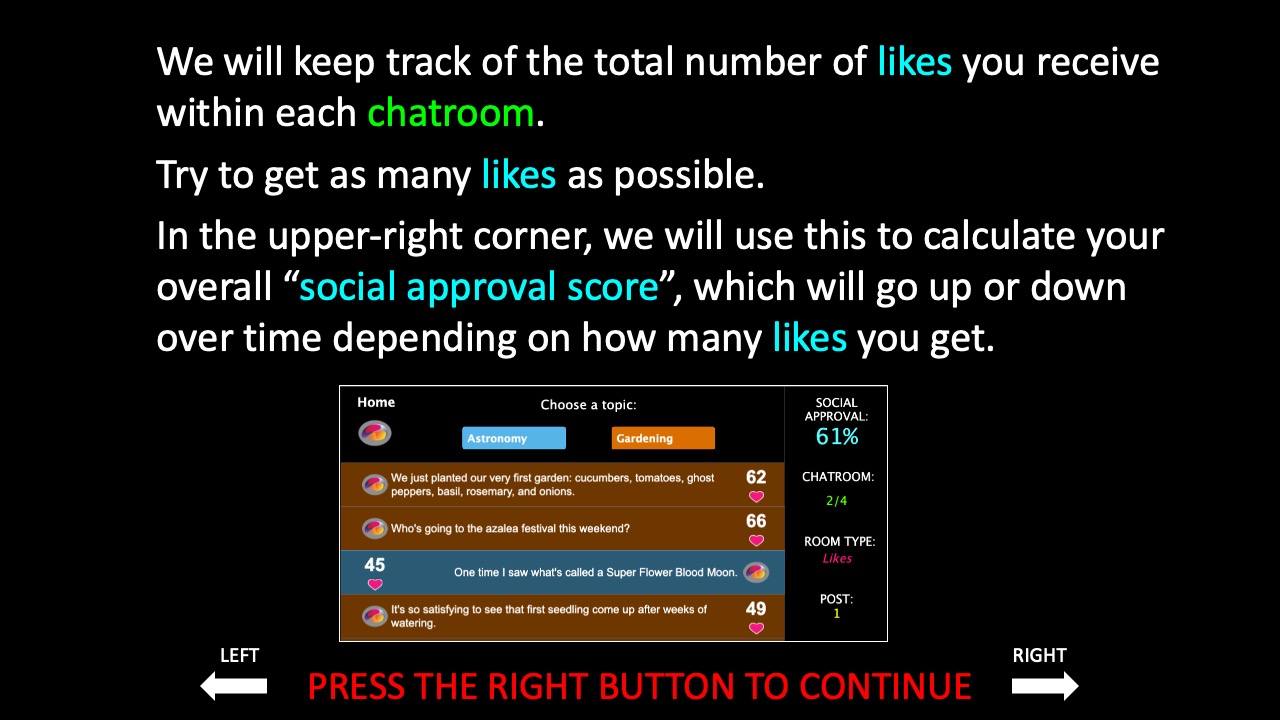 We will keep track of the total number of likes you receive
within each chatroom.
Try to get as many likes as possible.
In the upper-right corner, we will use this to calculate your
overall “social approval score”, which will go up or down
over time depending on how many likes you get.
Home
Choose a topic:
Astronomy
Gardening
We just planted our very first garden: cucumbers, tomatoes, ghost
peppers, basil, rosemary, and onions.
62
Who's going to the azalea festival this weekend?
66
45
One time I saw what's called a Super Flower Blood Moon.
It's so satisfying to see that first seedling come up after weeks of
watering.
49
SOCIAL
APPROVAL:
61%
CHATROOM:
2/4
ROOM TYPE:
Likes
POST:
1
LEFT
PRESS THE RIGHT BUTTON TO CONTINUE
RIGHT